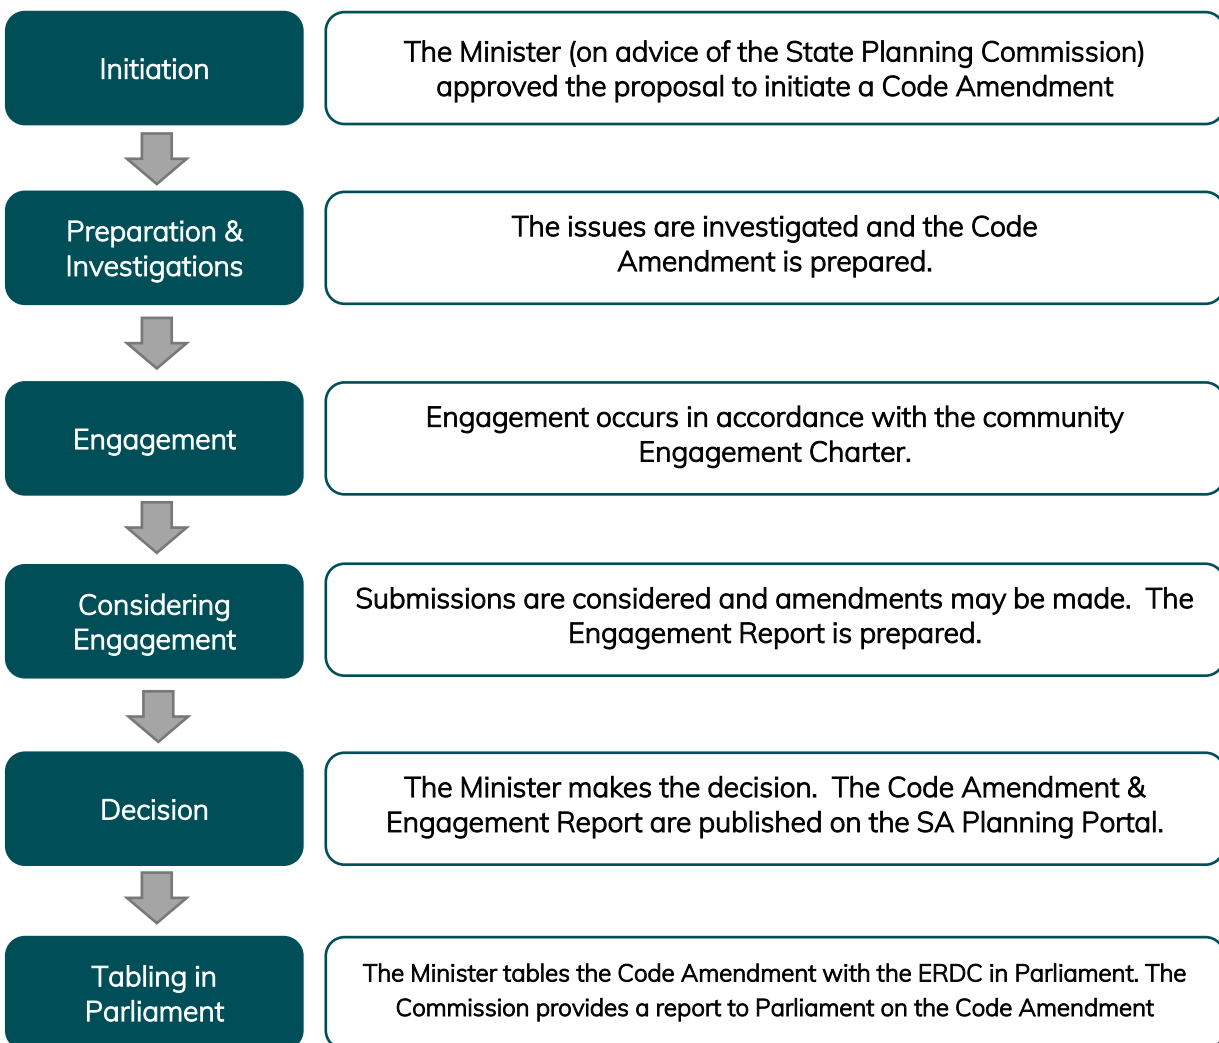 Initiation
The Minister (on advice of the State Planning Commission)
approved the proposal to initiate a Code Amendment
Preparation &
Investigations
The issues are investigated and the Code
Amendment is prepared.
Engagement
Engagement occurs in accordance with the community
Engagement Charter.
Considering
Engagement
Submissions are considered and amendments may be made.  The
Engagement Report is prepared.
Decision
The Minister makes the decision.  The Code Amendment &
Engagement Report are published on the SA Planning Portal.
Tabling in
Parliament
The Minister tables the Code Amendment with the ERDC in Parliament. The
Commission provides a report to Parliament on the Code Amendment